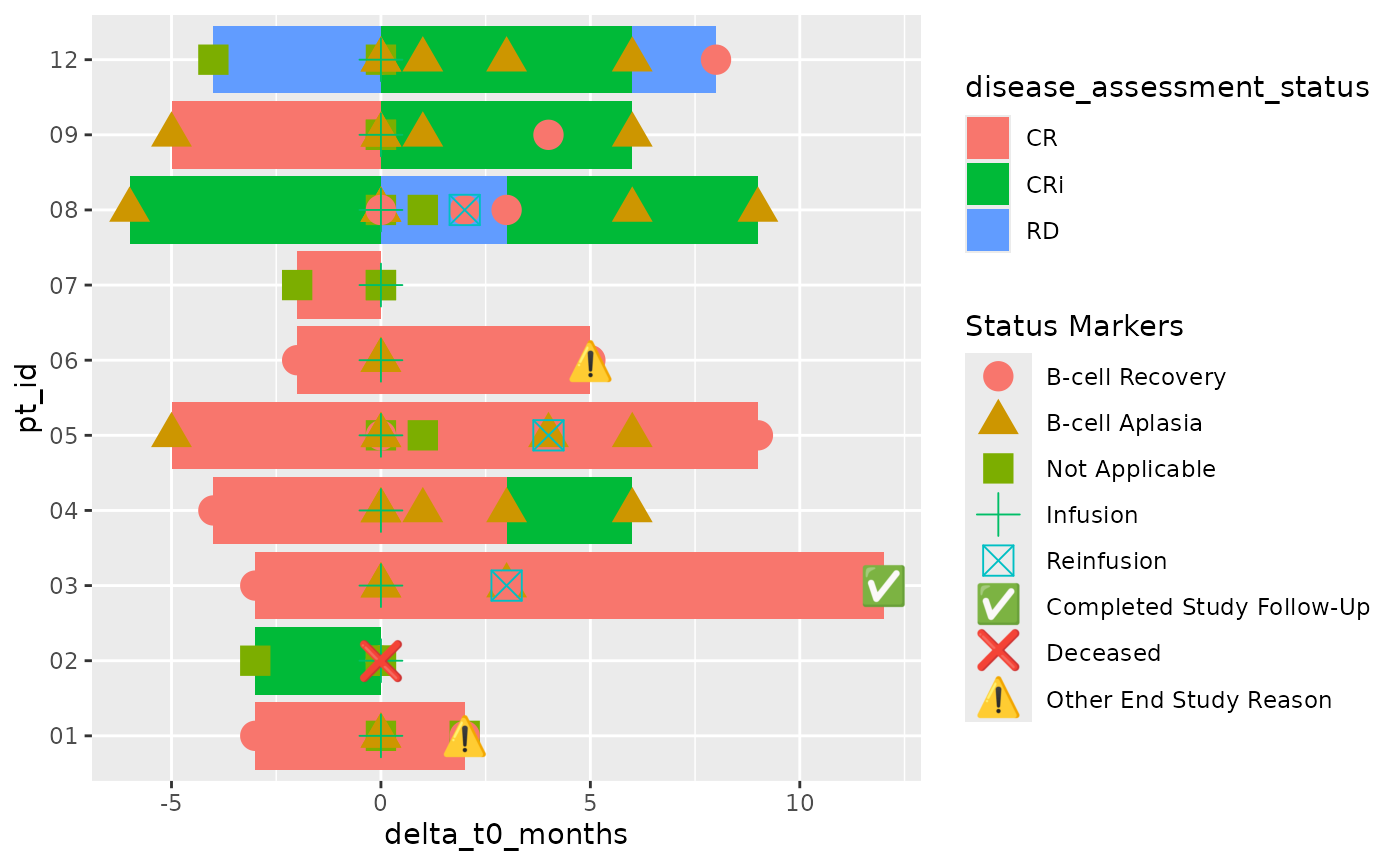 12
09
08
07
06
05
04
03
02
01
pt_id
-5
0
5
10
delta_t0_months
disease_assessment_status
CR
CRi
RD
Status Markers
B-cell Recovery
B-cell Aplasia
Not Applicable
Infusion
Reinfusion
Completed Study Follow-Up
Deceased
Other End Study Reason